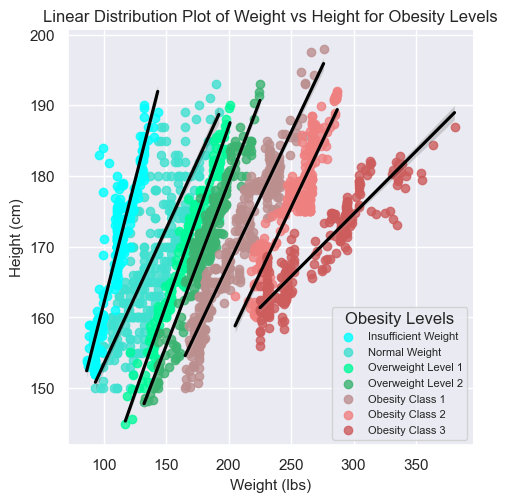 Linear Distribution Plot of Weight vs Height for Obesity Levels
200
190
180
170
160
150
Height (cm)
100
150
200
250
300
350
Weight (lbs)
Obesity Levels
Insufficient Weight
Normal Weight
Overweight Level 1
Overweight Level 2
Obesity Class 1
Obesity Class 2
Obesity Class 3